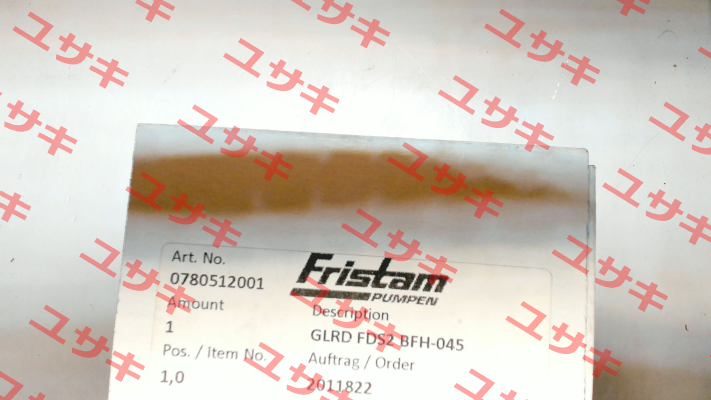 Art. No.
0780512001
Fristam
PUMPEN
Amount
Description
1
GLRD FDS2 BFH-045
Pos. / Item No.
Auftrag / Order
1,0
2011822
ユサキ